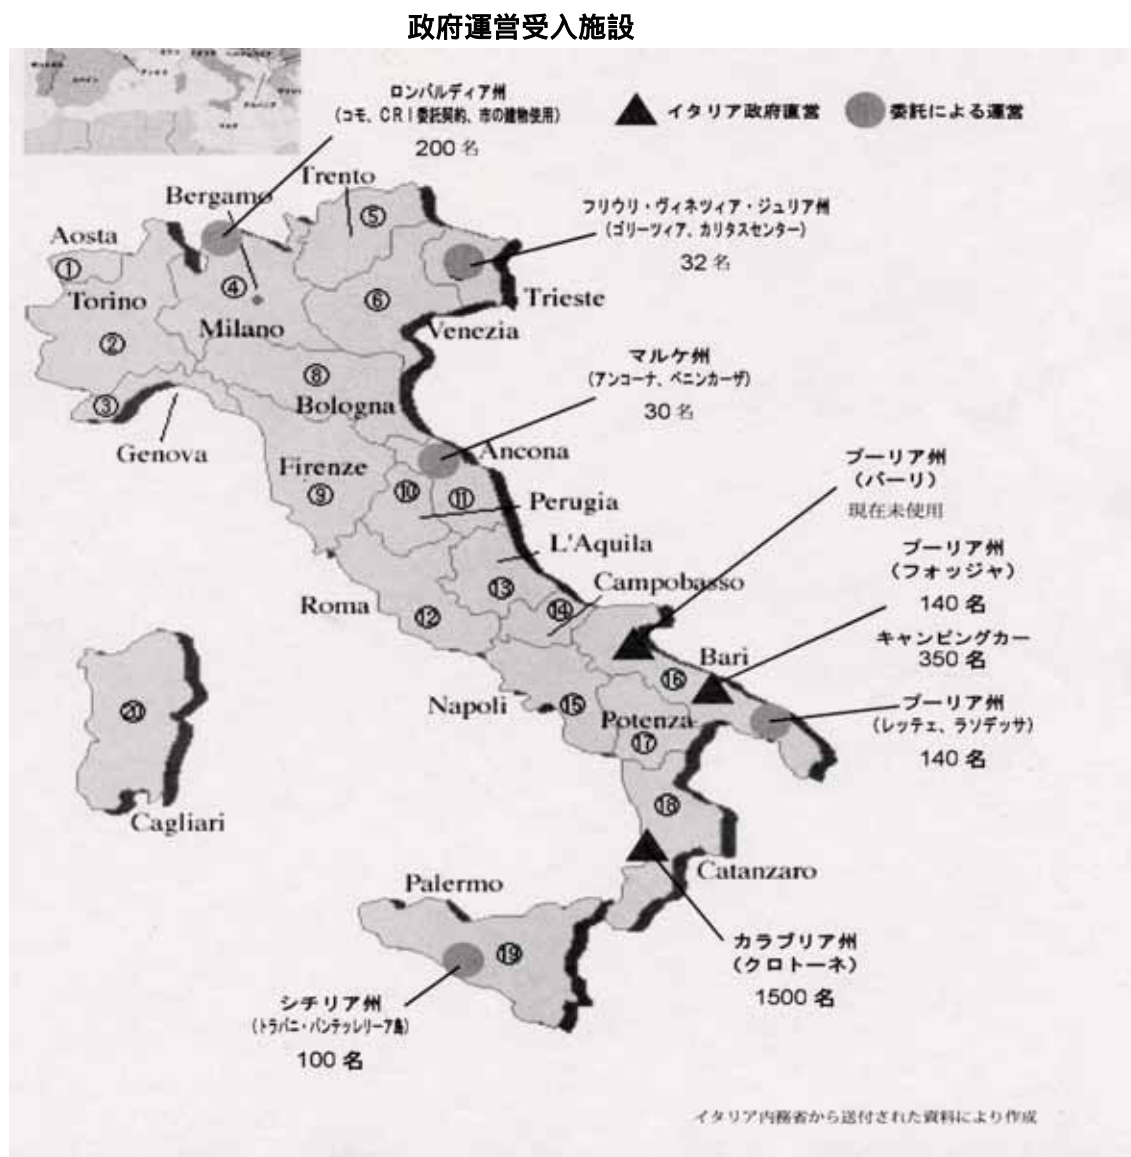 政府運営受入施設
ロンバルディア州
(コモ、CRI委託契約、市の建物使用)
200名
イタリア政府直営
委託による運営
Trento
Bergamo
⑤
フリウリ・ヴィネツィア・ジュリア州
(ゴリーツィア、カリタスセンター)
32名
Aosta
①
④
⑥
Torino
Trieste
Milano
Venezia
②
マルケ州
(アンコーナ、ベニンカーザ)
30名
⑧
③
Bologna
Genova
Ancona
Firenze
⑨
⑩
⑪
Perugia
プーリア州
(バーリ)
現在未使用
L'Aquila
プーリア州
(フォッジャ)
140名
キャンピングカー
350名
Campobasso
⑬
⑭
Roma
⑫
Bari
⑯
Napoli
⑮
Potenza
⑰
プーリア州
(レッテェ、ラソデッサ)
140名
⑳
Cagliari
⑱
Catanzaro
Palermo
⑲
カラブリア州
(クロトーネ)
1500名
シチリア州
(トラパニ・パンテッレリーア島)
100名
イタリア内務省から送付された資料により作成